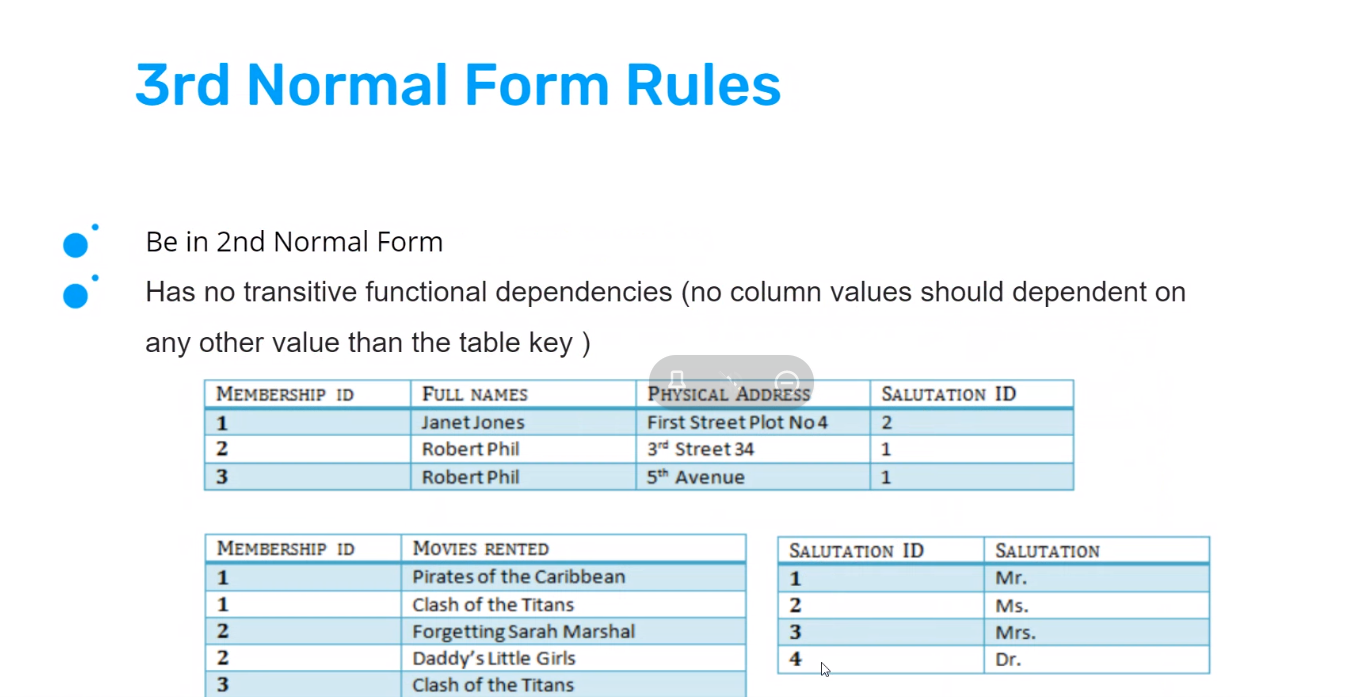 3rd Normal Form Rules
Be in 2nd Normal Form
Has no transitive functional dependencies (no column values should dependent on
any other value than the table key )
MEMBERSHIP ID FULL NAMES PHYSICAL ADDRESS SALUTATION ID
1 Janet Jones First Street Plot No 4 2
2 Robert Phil 3rd Street 34 1
3 Robert Phil 5th Avenue 1
MEMBERSHIP ID MOVIES RENTED
1 Pirates of the Caribbean
1 Clash of the Titans
2 Forgetting Sarah Marshal
2 Daddy's Little Girls
3 Clash of the Titans
SALUTATION ID SALUTATION
1 Mr.
2 Ms.
3 Mrs.
4 Dr.